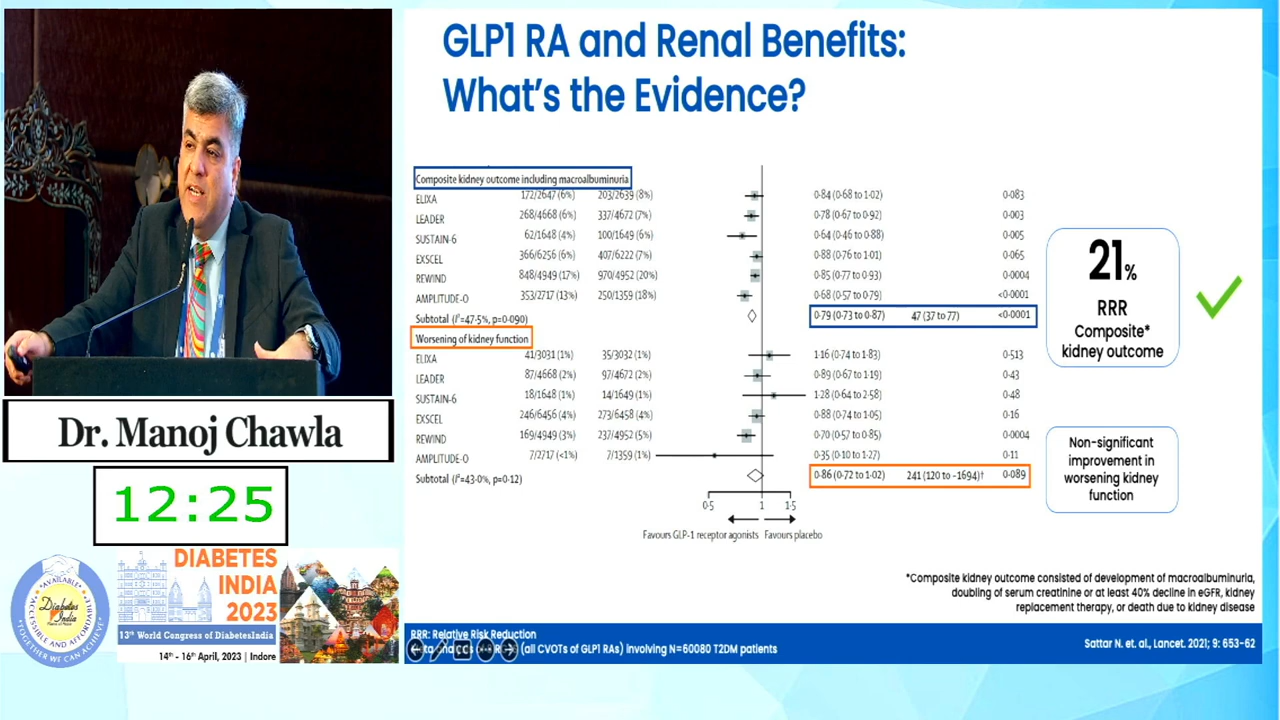 GLP1 RA and Renal Benefits:
What's the Evidence?
Composite kidney outcome including macroalbuminuria
ELIXA 172/2647 (6%) 203/2639 (8%) 0·84 (0·68 to 1·02) 0·083
LEADER 268/4668 (6%) 337/4672 (7%) 0·78 (0·67 to 0·92) 0·003
SUSTAIN-6 62/1648 (4%) 100/1649 (6%) 0·64 (0·46 to 0·88) 0·005
EXSCEL 366/6256 (6%) 407/6222 (7%) 0·88 (0·76 to 1·01) 0·065
REWIND 848/4949 (17%) 970/4952 (20%) 0·85 (0·77 to 0·93) 0·0004
AMPLITUDE-O 353/2717 (13%) 250/1359 (18%) 0·68 (0·57 to 0·79) <0·0001
Subtotal (I²=47·5%, p=0·090) 0·79 (0·73 to 0·87) 47 (37 to 77) <0·0001
Worsening of kidney function
ELIXA 41/3031 (1%) 35/3032 (1%) 1·16 (0·74 to 1·83) 0·513
LEADER 87/4668 (2%) 97/4672 (2%) 0·89 (0·67 to 1·19) 0·43
SUSTAIN-6 18/1648 (1%) 14/1649 (1%) 1·28 (0·64 to 2·58) 0·48
EXSCEL 246/6456 (4%) 273/6458 (4%) 0·88 (0·74 to 1·05) 0·16
REWIND 169/4949 (3%) 237/4952 (5%) 0·70 (0·57 to 0·85) 0·0004
AMPLITUDE-O 7/2717 (<1%) 7/1359 (1%) 0·35 (0·10 to 1·27) 0·11
Subtotal (I²=43·0%, p=0·12) 0·86 (0·72 to 1·02) 241 (120 to -1694)† 0·089
0·5 1 1·5
Favours GLP-1 receptor agonists Favours placebo
21%
RRR
Composite*
kidney outcome
Non-significant
improvement in
worsening kidney
function
*Composite kidney outcome consisted of development of macroalbuminuria,
doubling of serum creatinine or at least 40% decline in eGFR, kidney
replacement therapy, or death due to kidney disease
RRR: Relative Risk Reduction
(all CVOTs of GLP1 RAs) involving N=60080 T2DM patients
Sattar N. et. al., Lancet. 2021; 9: 653-62
Dr. Manoj Chawla
12:25
AVAILABLE
ACCESSIBLE AND AFFORDABLE
Diabetes
India
"TOGETHER WE CAN ACHIEVE"
DIABETES
INDIA
2023
13th World Congress of DiabetesIndia
14th - 16th April, 2023 | Indore